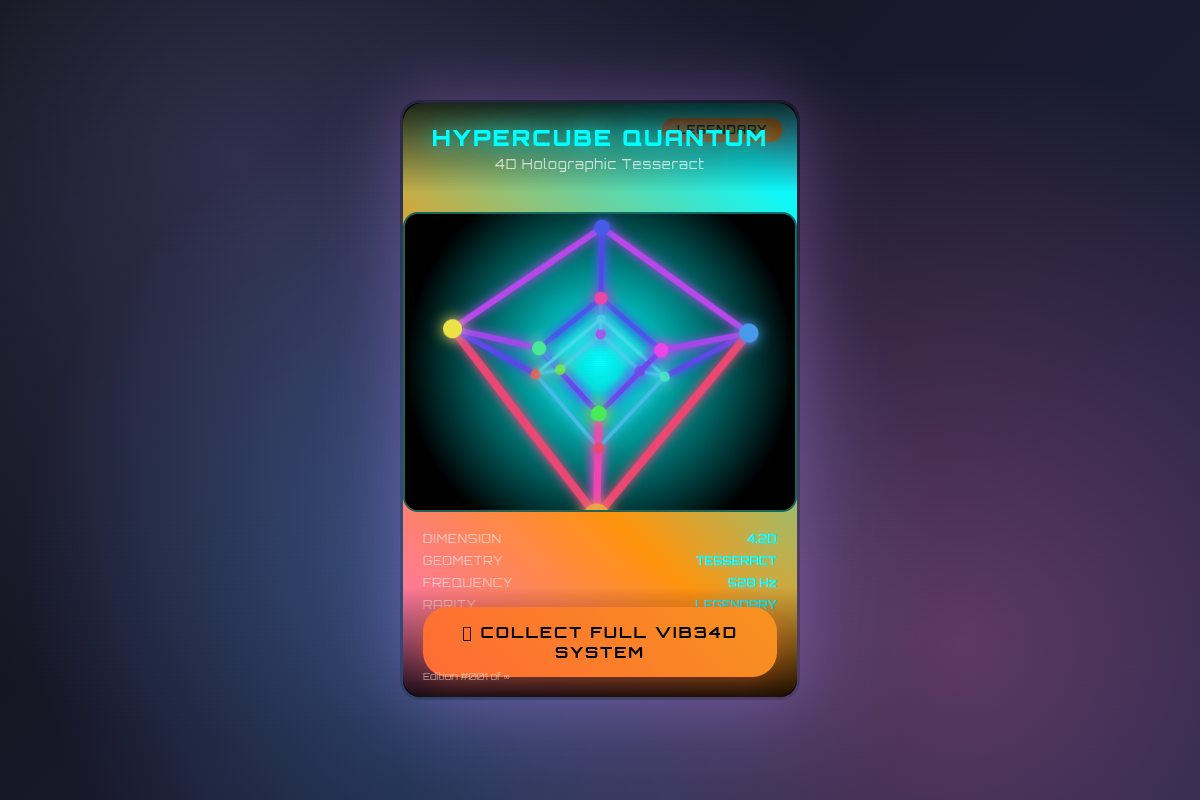 LEGENDARY
HYPERCUBE QUANTUM
4D Holographic Tesseract
DIMENSION 4.2D
GEOMETRY TESSERACT
FREQUENCY 528 Hz
RARITY LEGENDARY
COLLECT FULL VIB34D
SYSTEM
Edition #001 of ∞